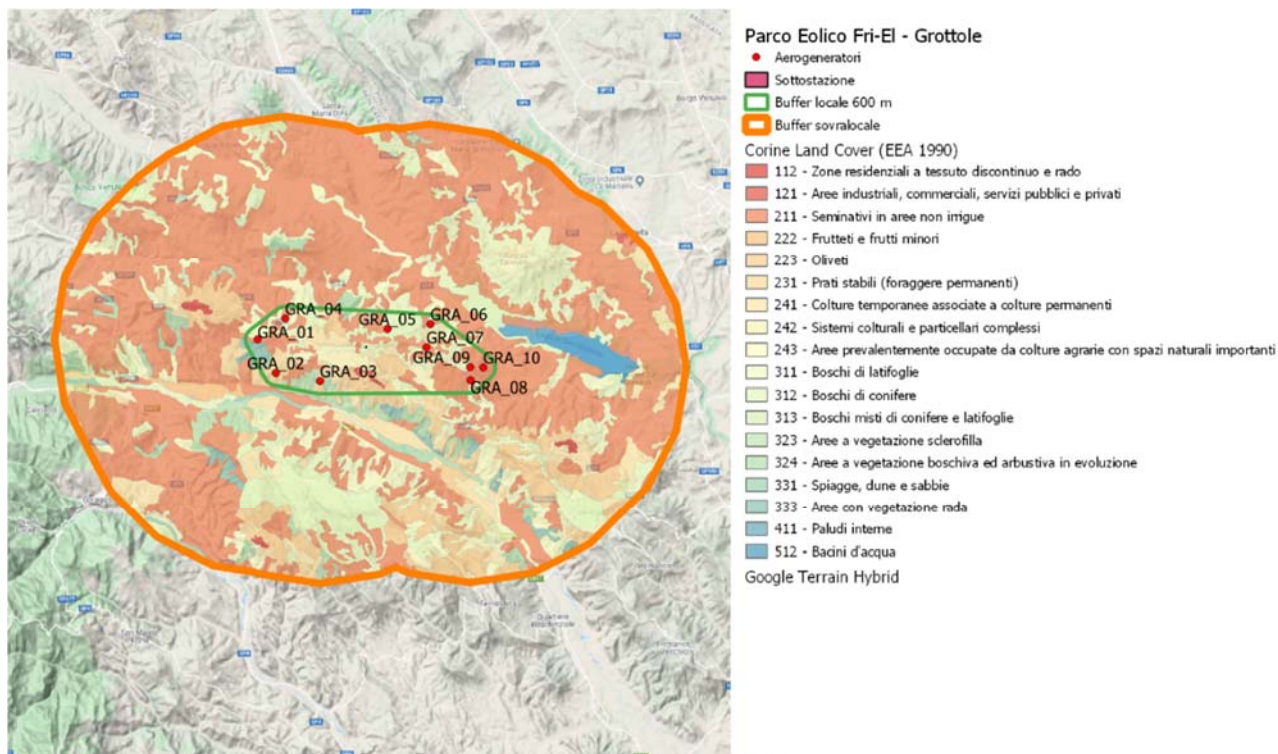 Parco Eolico Fri-El - Grottole
Aerogeneratori
Sottostazione
Buffer locale 600 m
Buffer sovralocale
Corine Land Cover (EEA 1990)
112 - Zone residenziali a tessuto discontinuo e rado
121 - Aree industriali, commerciali, servizi pubblici e privati
211 - Seminativi in aree non irrigue
222 - Frutteti e frutti minori
223 - Oliveti
231 - Prati stabili (foraggere permanenti)
241 - Colture temporanee associate a colture permanenti
242 - Sistemi colturali e particellari complessi
243 - Aree prevalentemente occupate da colture agrarie con spazi naturali importanti
311 - Boschi di latifoglie
312 - Boschi di conifere
313 - Boschi misti di conifere e latifoglie
323 - Aree a vegetazione sclerofilla
324 - Aree a vegetazione boschiva ed arbustiva in evoluzione
331 - Spiagge, dune e sabbie
333 - Aree con vegetazione rada
411 - Paludi interne
512 - Bacini d'acqua
Google Terrain Hybrid
GRA_04
GRA_06
GRA_05
GRA_01
GRA_07
GRA_09
GRA_10
GRA_02
GRA_03
GRA_08